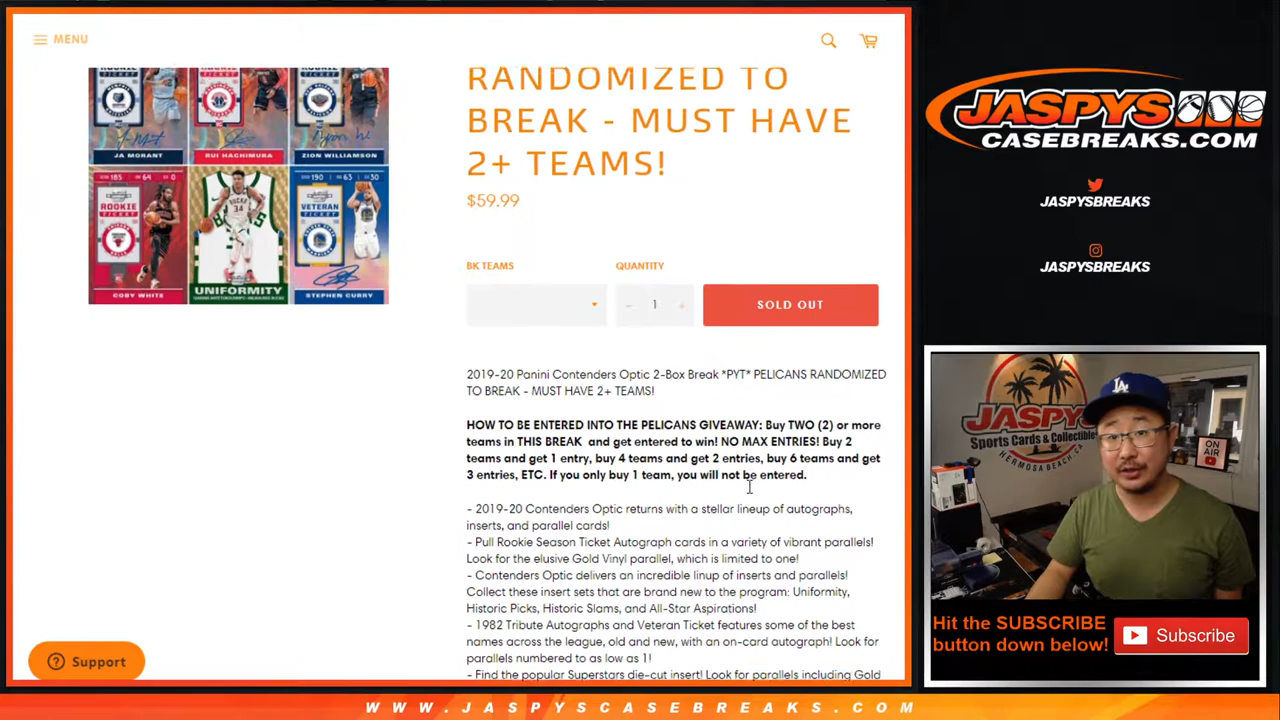 MENU
RANDOMIZED TO
BREAK - MUST HAVE
2+ TEAMS!
$59.99
BK TEAMS
QUANTITY
1
SOLD OUT
JA MORANT
RUI HACHIMURA
ZION WILLIAMSON
ROOKIE
TICKET
34
VETERAN
TICKET
COBY WHITE
UNIFORMITY
STEPHEN CURRY
2019-20 Panini Contenders Optic 2-Box Break *PYT* PELICANS RANDOMIZED
TO BREAK - MUST HAVE 2+ TEAMS!
HOW TO BE ENTERED INTO THE PELICANS GIVEAWAY: Buy TWO (2) or more
teams in THIS BREAK and get entered to win! NO MAX ENTRIES! Buy 2
teams and get 1 entry, buy 4 teams and get 2 entries, buy 6 teams and get
3 entries, ETC. If you only buy 1 team, you will not be entered.
- 2019-20 Contenders Optic returns with a stellar lineup of autographs,
inserts, and parallel cards!
- Pull Rookie Season Ticket Autograph cards in a variety of vibrant parallels!
Look for the elusive Gold Vinyl parallel, which is limited to one!
- Contenders Optic delivers an incredible linup of inserts and parallels!
Collect these insert sets that are brand new to the program: Uniformity,
Historic Picks, Historic Slams, and All-Star Aspirations!
- 1982 Tribute Autographs and Veteran Ticket features some of the best
names across the league, old and new, with an on-card autograph! Look for
parallels numbered to as low as 1!
- Find the popular Superstars die-cut insert! Look for parallels including Gold
Support
JASPYS
CASEBREAKS.COM
JASPYSBREAKS
JASPYSBREAKS
JASPYS
Sports Cards & Collectibles
HERMOSA BEACH, CA
LA
ON
AIR
Hit the SUBSCRIBE
button down below!
Subscribe
WWW.JASPYSCASEBREAKS.COM